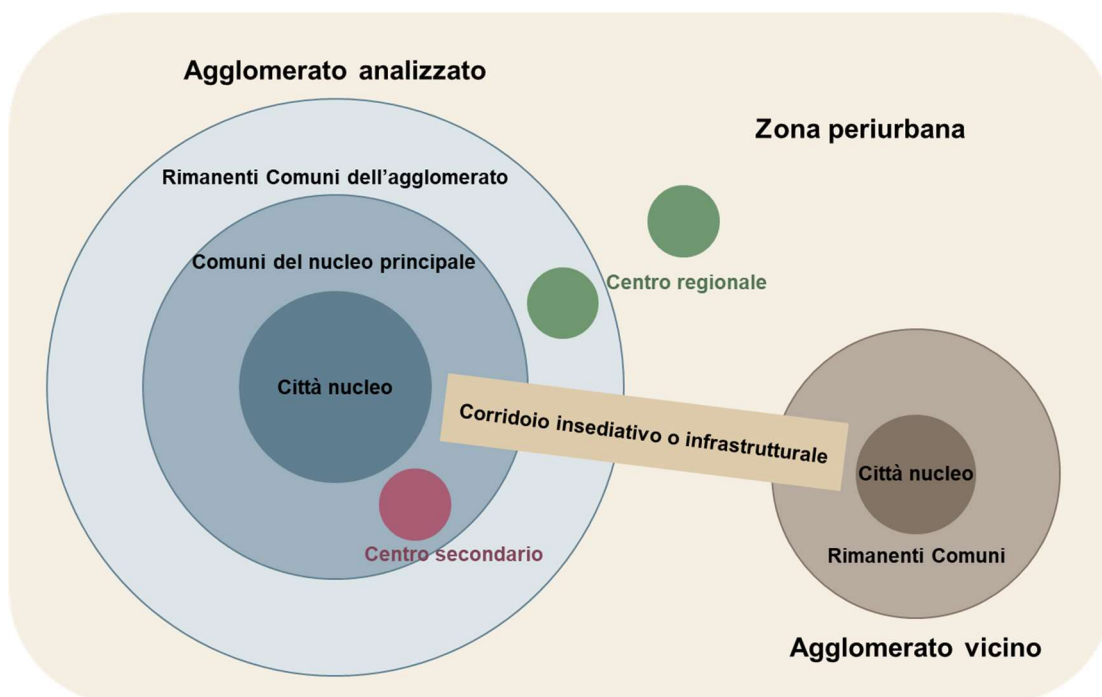 Agglomerato analizzato
Zona periurbana
Rimanenti Comuni dell'agglomerato
Comuni del nucleo principale
Centro regionale
Città nucleo
Corridoio insediativo o infrastrutturale
Città nucleo
Centro secondario
Rimanenti Comuni
Agglomerato vicino